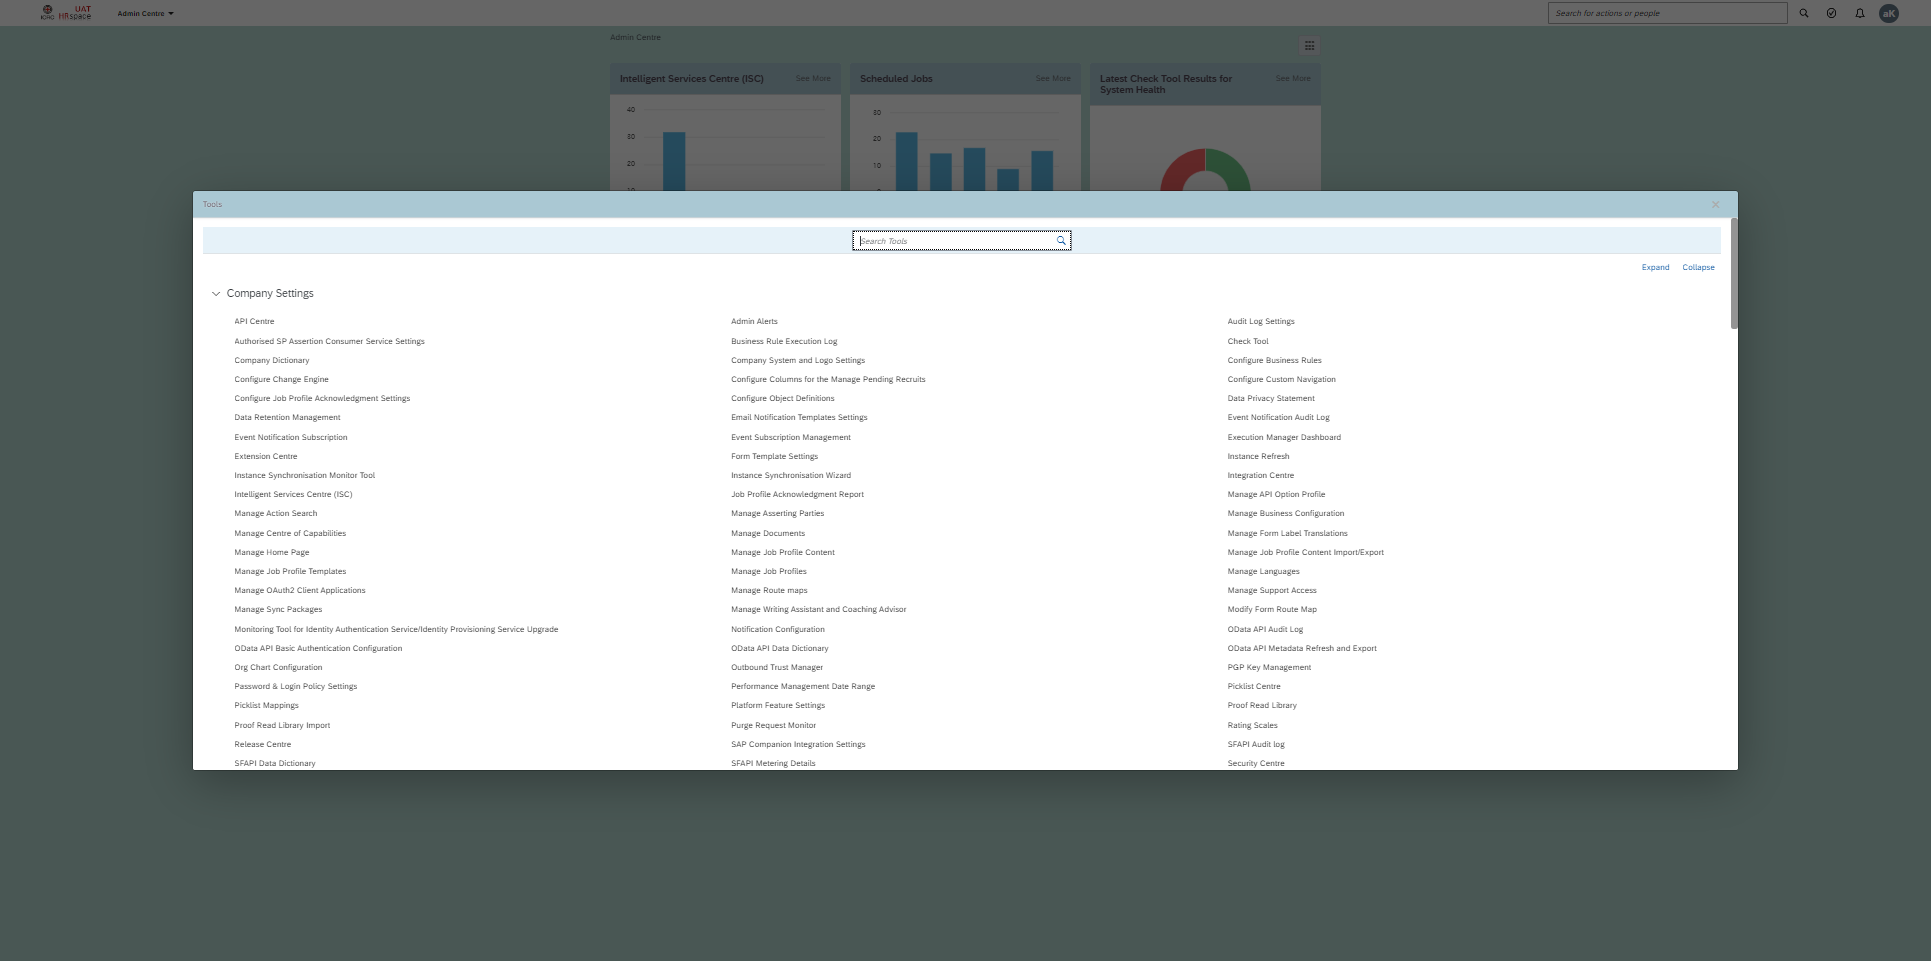 UAT
ICRC HRspace
Admin Centre
Search for actions or people
aK
Admin Centre
Intelligent Services Centre (ISC) See More
Scheduled Jobs See More
Latest Check Tool Results for See More
System Health
40
30
20
30
20
10
Tools
Search Tools
Expand Collapse
Company Settings
API Centre Admin Alerts Audit Log Settings
Authorised SP Assertion Consumer Service Settings Business Rule Execution Log Check Tool
Company Dictionary Company System and Logo Settings Configure Business Rules
Configure Change Engine Configure Columns for the Manage Pending Recruits Configure Custom Navigation
Configure Job Profile Acknowledgment Settings Configure Object Definitions Data Privacy Statement
Data Retention Management Email Notification Templates Settings Event Notification Audit Log
Event Notification Subscription Event Subscription Management Execution Manager Dashboard
Extension Centre Form Template Settings Instance Refresh
Instance Synchronisation Monitor Tool Instance Synchronisation Wizard Integration Centre
Intelligent Services Centre (ISC) Job Profile Acknowledgment Report Manage API Option Profile
Manage Action Search Manage Asserting Parties Manage Business Configuration
Manage Centre of Capabilities Manage Documents Manage Form Label Translations
Manage Home Page Manage Job Profile Content Manage Job Profile Content Import/Export
Manage Job Profile Templates Manage Job Profiles Manage Languages
Manage OAuth2 Client Applications Manage Route maps Manage Support Access
Manage Sync Packages Manage Writing Assistant and Coaching Advisor Modify Form Route Map
Monitoring Tool for Identity Authentication Service/Identity Provisioning Service Upgrade Notification Configuration OData API Audit Log
OData API Basic Authentication Configuration OData API Data Dictionary OData API Metadata Refresh and Export
Org Chart Configuration Outbound Trust Manager PGP Key Management
Password & Login Policy Settings Performance Management Date Range Picklist Centre
Picklist Mappings Platform Feature Settings Proof Read Library
Proof Read Library Import Purge Request Monitor Rating Scales
Release Centre SAP Companion Integration Settings SFAPI Audit log
SFAPI Data Dictionary SFAPI Metering Details Security Centre